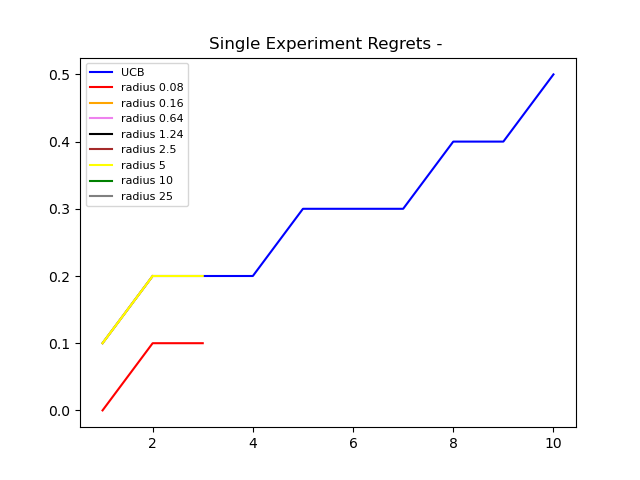 Single Experiment Regrets -
UCB
radius 0.08
radius 0.16
radius 0.64
radius 1.24
radius 2.5
radius 5
radius 10
radius 25
0.5
0.4
0.3
0.2
0.1
0.0
2 4 6 8 10